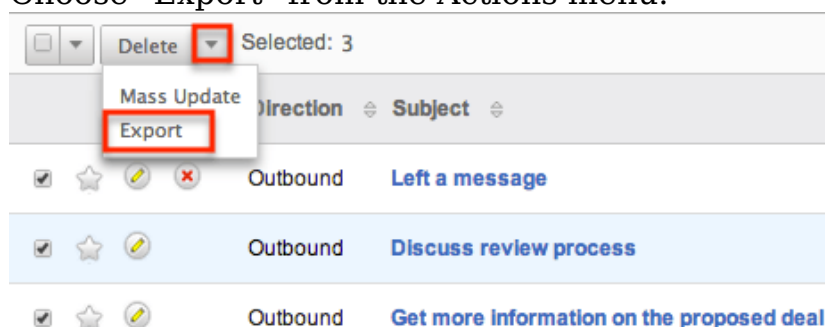 Choose "Export" from the Actions menu.
Delete Selected: 3
Mass Update
Direction Subject
Export
Outbound Left a message
Outbound Discuss review process
Outbound Get more information on the proposed deal